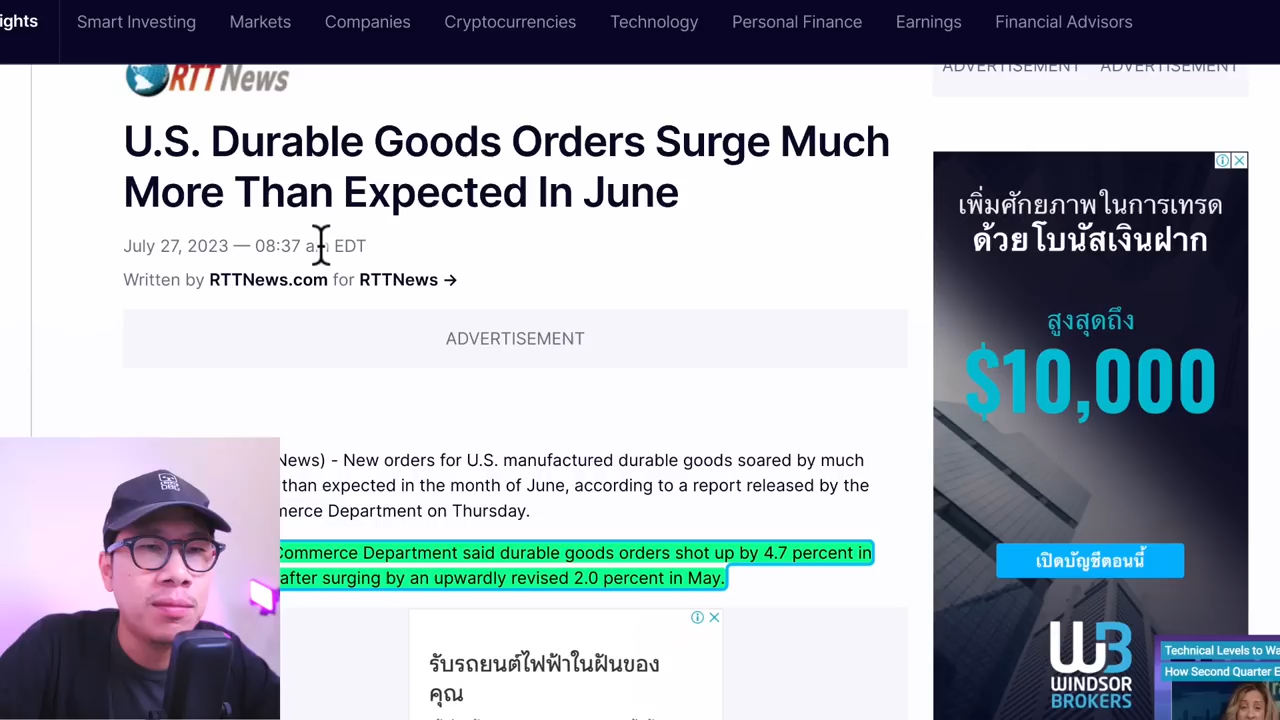 ights
Smart Investing
Markets
Companies
Cryptocurrencies
Technology
Personal Finance
Earnings
Financial Advisors
RTTNews
ADVERTISEMENT
ADVERTISEMENT
U.S. Durable Goods Orders Surge Much
More Than Expected In June
July 27, 2023 — 08:37 am EDT
Written by RTTNews.com for RTTNews →
ADVERTISEMENT
News) - New orders for U.S. manufactured durable goods soared by much
than expected in the month of June, according to a report released by the
merce Department on Thursday.
Commerce Department said durable goods orders shot up by 4.7 percent in
after surging by an upwardly revised 2.0 percent in May.
รับรถยนต์ไฟฟ้าในฝันของ
คุณ
เพิ่มศักยภาพในการเทรด
ด้วยโบนัสเงินฝาก
สูงสุดถึง
$10,000
เปิดบัญชีตอนนี้
WB
WINDSOR
BROKERS
Technical Levels to Wa
How Second Quarter E